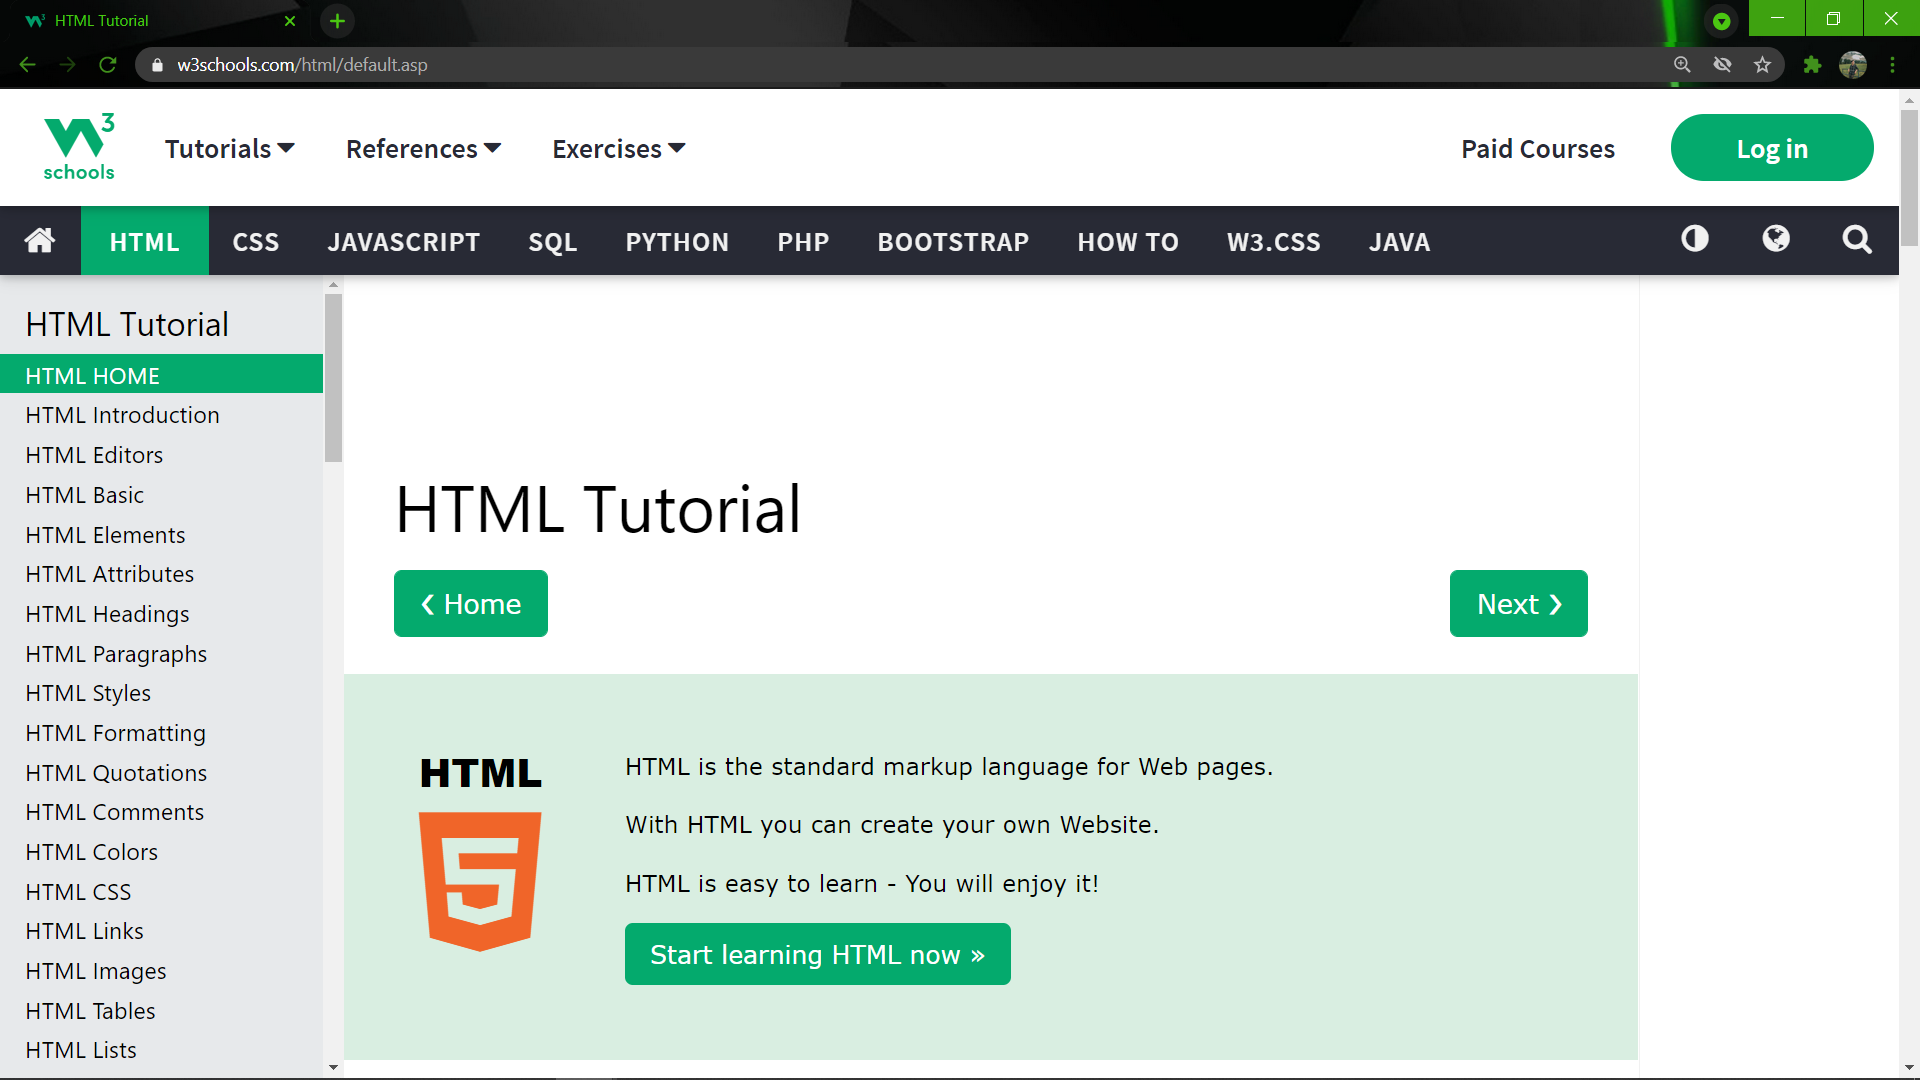 HTML Tutorial
w3schools.com/html/default.asp
3
schools
Tutorials References Exercises Paid Courses Log in
HTML CSS JAVASCRIPT SQL PYTHON PHP BOOTSTRAP HOW TO W3.CSS JAVA
HTML Tutorial
HTML HOME
HTML Introduction
HTML Editors
HTML Basic
HTML Elements
HTML Attributes
HTML Headings
HTML Paragraphs
HTML Styles
HTML Formatting
HTML Quotations
HTML Comments
HTML Colors
HTML CSS
HTML Links
HTML Images
HTML Tables
HTML Lists
HTML Tutorial
❮ Home
Next ❯
HTML
5
HTML is the standard markup language for Web pages.
With HTML you can create your own Website.
HTML is easy to learn - You will enjoy it!
Start learning HTML now »